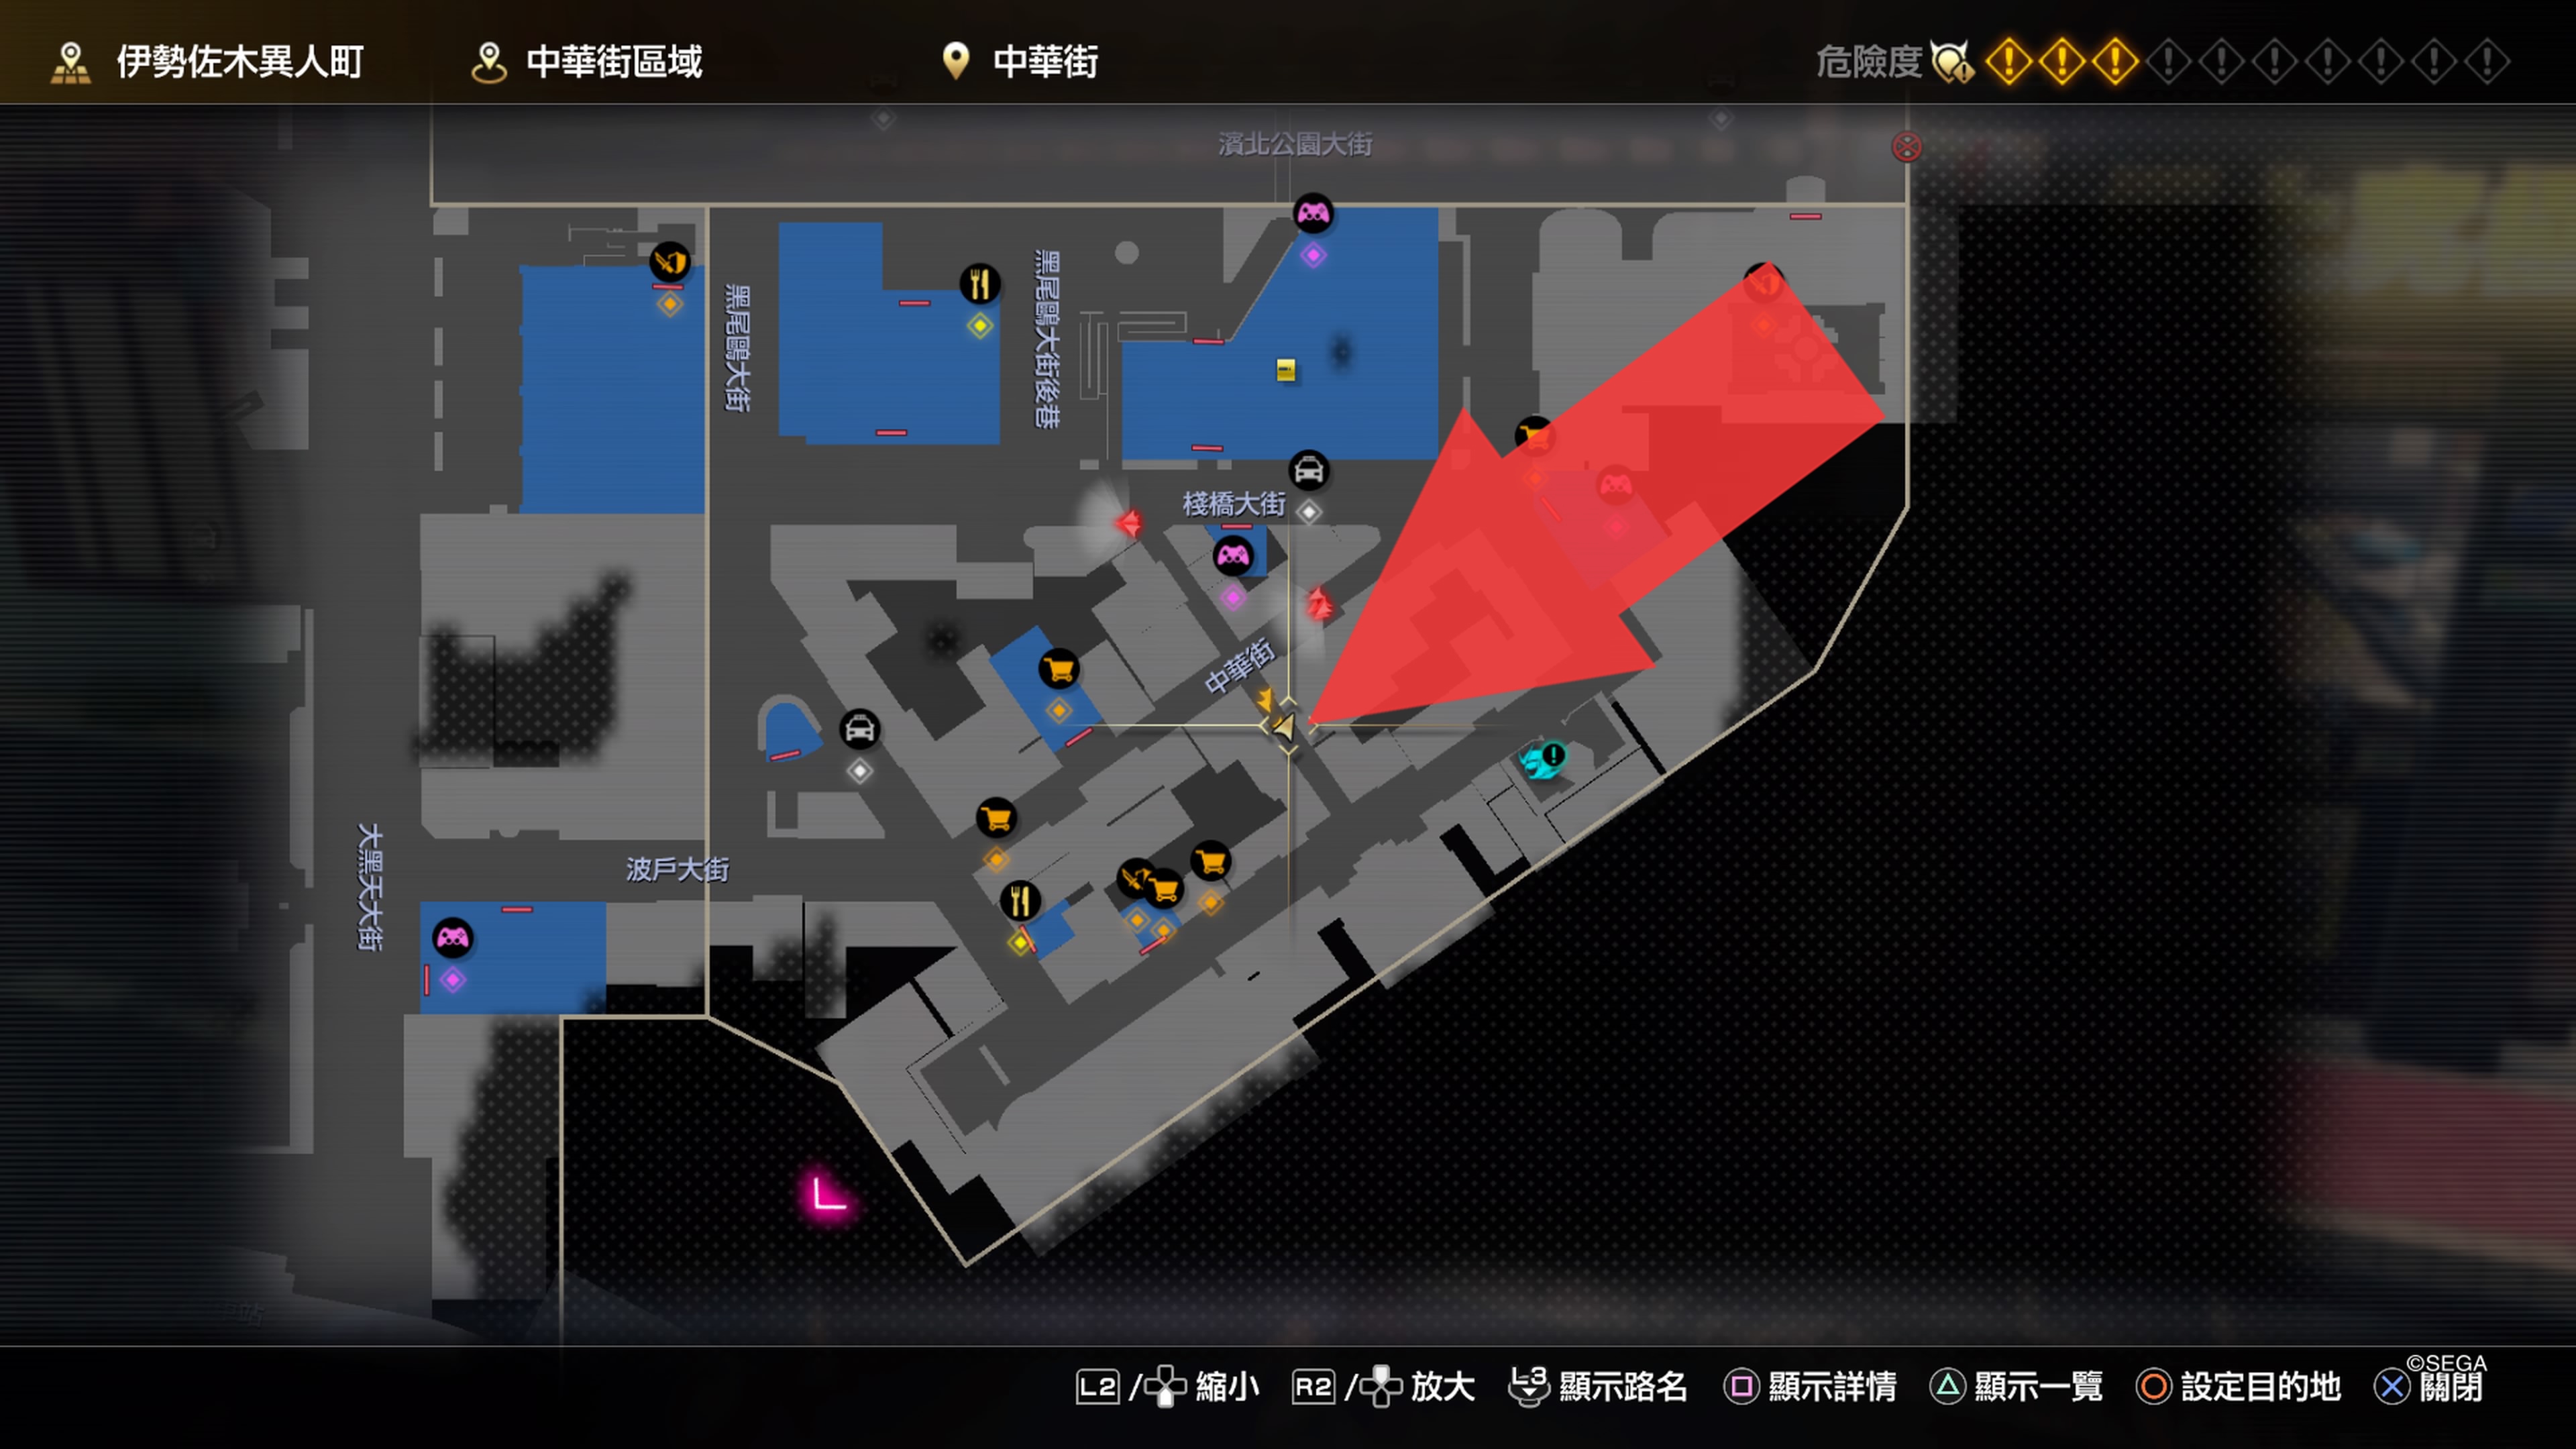 伊勢佐木異人町
中華街區域
中華街
危險度
濱北公園大街
黑尾鷗大街
黑尾鷗大街後巷
棧橋大街
中華街
大黑天大街
波戶大街
©SEGA
L2 / 縮小
R2 / 放大
L3 顯示路名
顯示詳情
顯示一覽
設定目的地
關閉